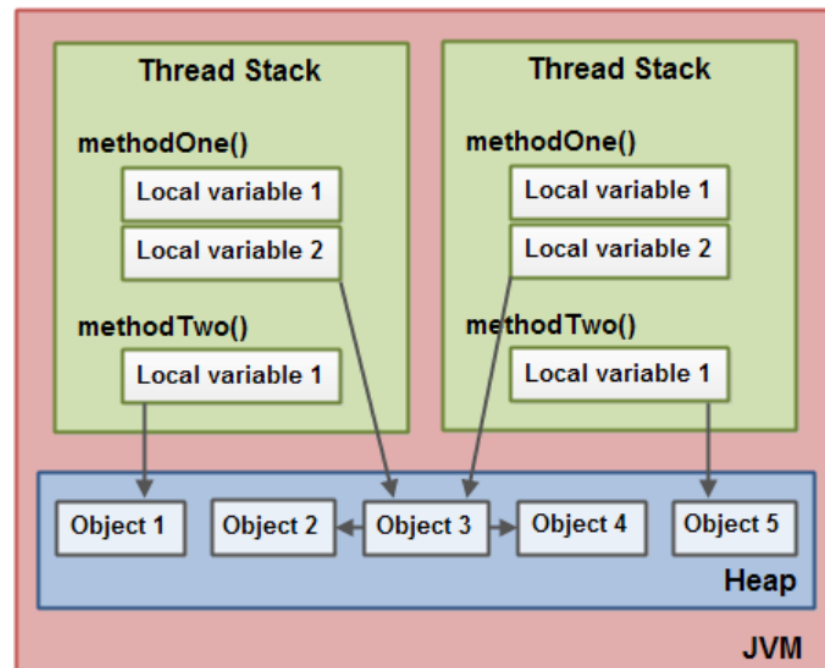 Thread Stack
methodOne()
Local variable 1
Local variable 2
methodTwo()
Local variable 1
Thread Stack
methodOne()
Local variable 1
Local variable 2
methodTwo()
Local variable 1
Object 1
Object 2
Object 3
Object 4
Object 5
Heap
JVM